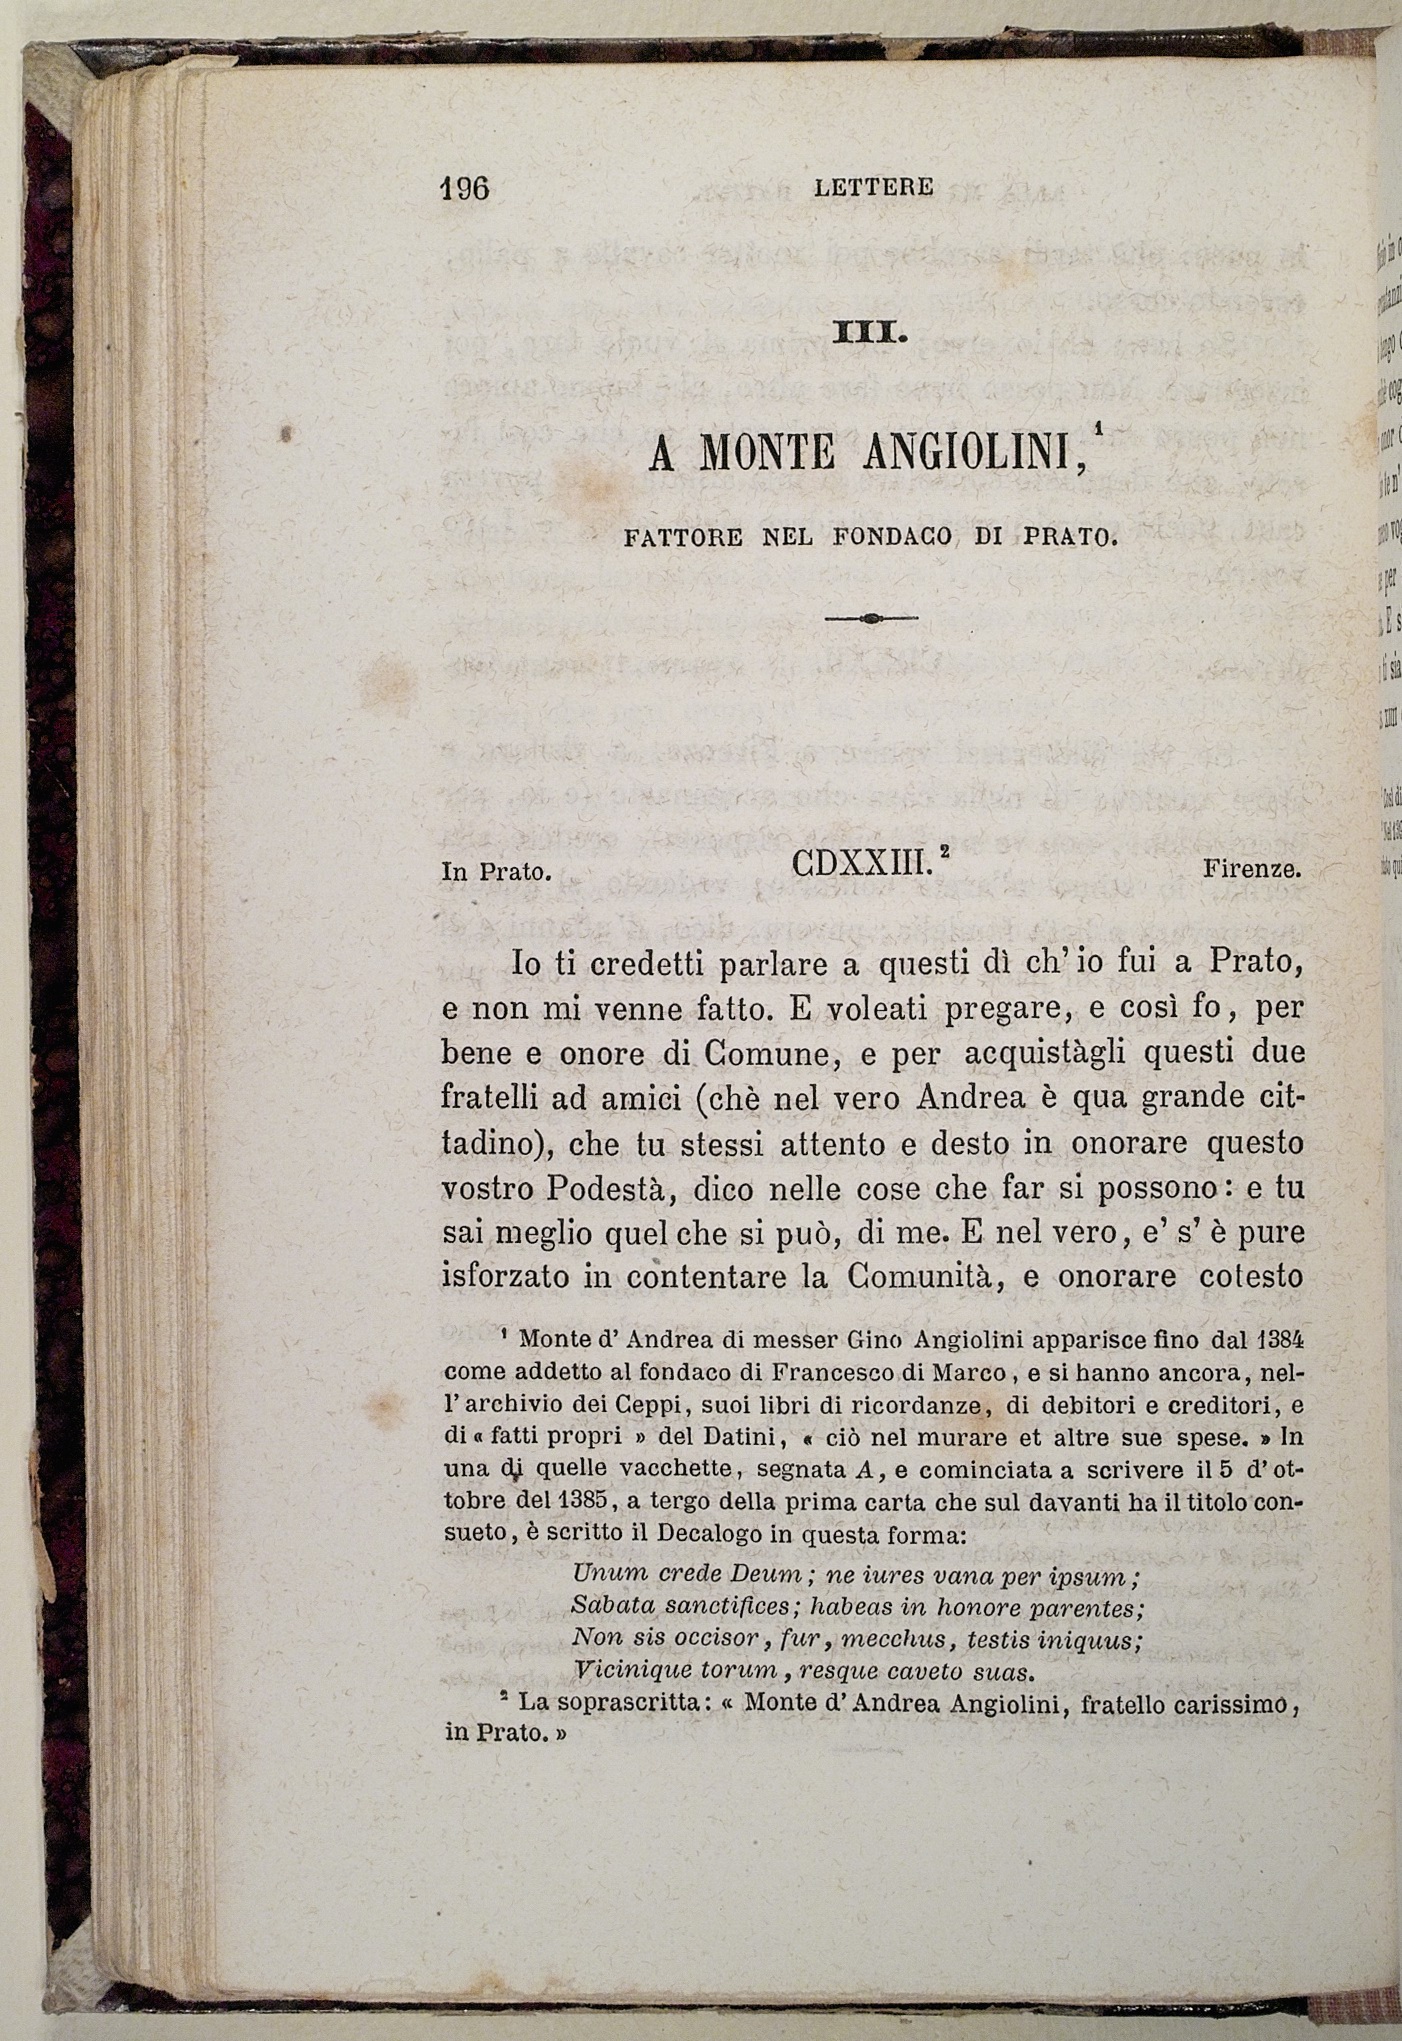 196 LETTERE
III.
A MONTE ANGIOLINI,¹
FATTORE NEL FONDACO DI PRATO.
In Prato. CDXXIII.² Firenze.
Io ti credetti parlare a questi dì ch' io fui a Prato,
e non mi venne fatto. E voleati pregare, e così fo, per
bene e onore di Comune, e per acquistàgli questi due
fratelli ad amici (chè nel vero Andrea è qua grande cit-
tadino), che tu stessi attento e desto in onorare questo
vostro Podestà, dico nelle cose che far si possono: e tu
sai meglio quel che si può, di me. E nel vero, e' s' è pure
isforzato in contentare la Comunità, e onorare cotesto
¹ Monte d' Andrea di messer Gino Angiolini apparisce fino dal 1384
come addetto al fondaco di Francesco di Marco, e si hanno ancora, nel-
l' archivio dei Ceppi, suoi libri di ricordanze, di debitori e creditori, e
di « fatti propri » del Datini, « ciò nel murare et altre sue spese. » In
una di quelle vacchette, segnata A, e cominciata a scrivere il 5 d' ot-
tobre del 1385, a tergo della prima carta che sul davanti ha il titolo con-
sueto, è scritto il Decalogo in questa forma:
Unum crede Deum; ne iures vana per ipsum;
Sabata sanctifices; habeas in honore parentes;
Non sis occisor, fur, mecchus, testis iniquus;
Vicinique torum, resque caveto suas.
² La soprascritta: « Monte d' Andrea Angiolini, fratello carissimo,
in Prato. »